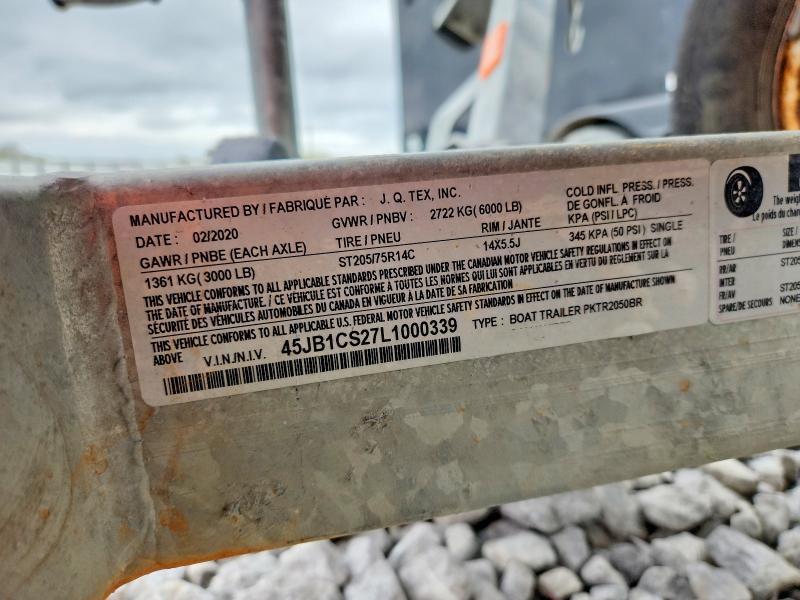 MANUFACTURED BY / FABRIQUÉ PAR : J. Q. TEX, INC.
DATE : 02/2020 GVWR / PNBV : 2722 KG( 6000 LB) COLD INFL. PRESS./ PRESS. DE GONFL. À FROID
GAWR / PNBE (EACH AXLE) TIRE / PNEU RIM / JANTE KPA (PSI / LPC)
1361 KG( 3000 LB) ST205/75R14C 14X5.5J 345 KPA (50 PSI) SINGLE
THIS VEHICLE CONFORMS TO ALL APPLICABLE STANDARDS PRESCRIBED UNDER THE CANADIAN MOTOR VEHICLE SAFETY REGULATIONS IN EFFECT ON
THE DATE OF MANUFACTURE. / CE VÉHICULE EST CONFORME À TOUTES LES NORMES QUI LUI SONT APPLICABLES EN VERTU DU RÈGLEMENT SUR LA
SÉCURITÉ DES VÉHICULES AUTOMOBILES DU CANADA EN VIGUEUR À LA DATE DE SA FABRICATION
THIS VEHICLE CONFORMS TO ALL APPLICABLE U.S. FEDERAL MOTOR VEHICLE SAFETY STANDARDS IN EFFECT ON THE DATE OF MANUFACTURE SHOWN
ABOVE V.I.N./N.I.V. 45JB1CS27L1000339 TYPE : BOAT TRAILER PKTR2050BR
The
Le poids du
TIRE / PNEU SIZE /
RR/AR ST205
INTER
FR/AV ST205
SPARE/DE SECOURS NONE